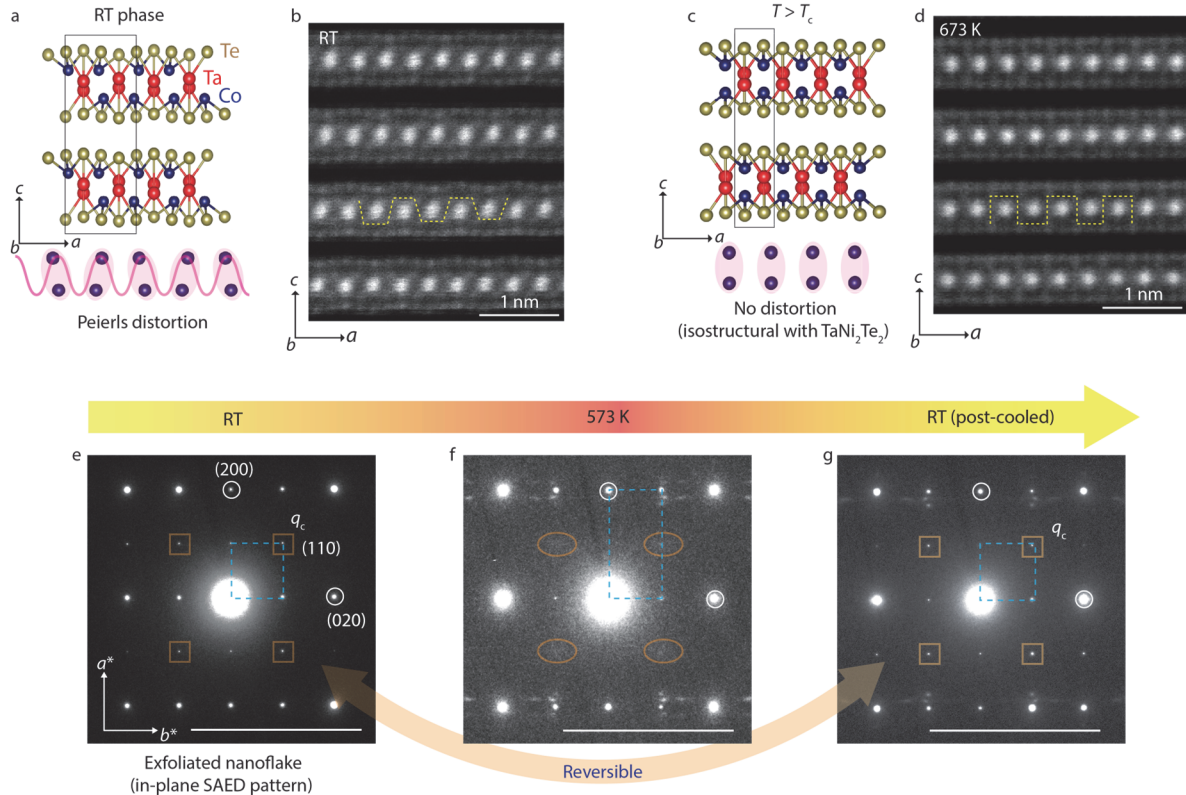 a
RT phase
Te
Ta
Co
c
b
a
Peierls distortion
b
RT
1 nm
c
b
a
c
T > Tc
c
b
a
No distortion
(isostructural with TaNi2Te2)
d
673 K
1 nm
c
b
a
RT
573 K
RT (post-cooled)
e
(200)
qc
(110)
(020)
a*
b*
Exfoliated nanoflake
(in-plane SAED pattern)
f
Reversible
g
qc